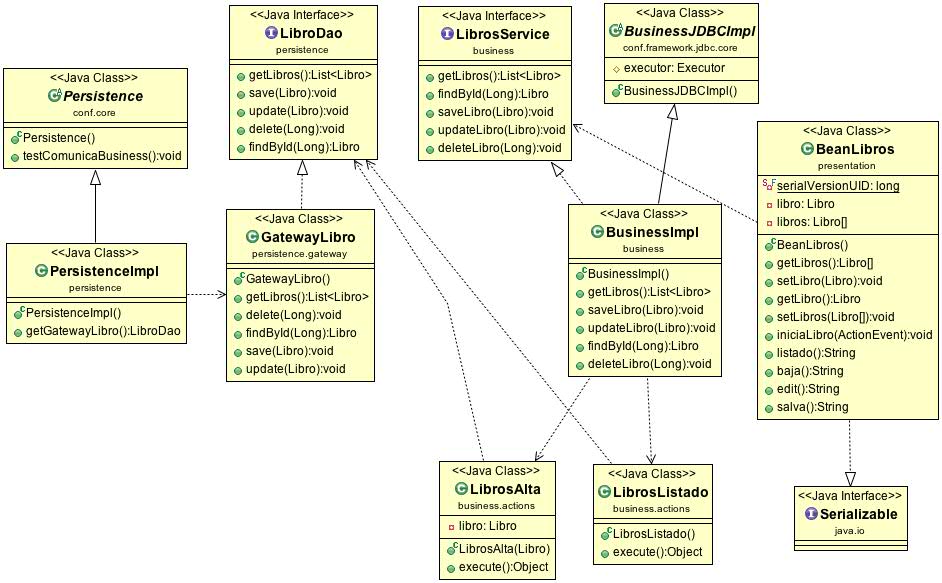 <<Java Class>>
Persistence
conf.core
Persistence()
testComunicaBusiness():void
<<Java Interface>>
LibroDao
persistence
getLibros():List<Libro>
save(Libro):void
update(Libro):void
delete(Long):void
findById(Long):Libro
<<Java Interface>>
LibrosService
business
getLibros():List<Libro>
findById(Long):Libro
saveLibro(Libro):void
updateLibro(Libro):void
deleteLibro(Long):void
<<Java Class>>
BusinessJDBCImpl
conf.framework.jdbc.core
executor: Executor
BusinessJDBCImpl()
<<Java Class>>
BeanLibros
presentation
serialVersionUID: long
libro: Libro
libros: Libro[]
BeanLibros()
getLibros():Libro[]
setLibro(Libro):void
getLibro():Libro
setLibros(Libro[]):void
iniciaLibro(ActionEvent):void
listado():String
baja():String
edit():String
salva():String
<<Java Class>>
PersistenceImpl
persistence
PersistenceImpl()
getGatewayLibro():LibroDao
<<Java Class>>
GatewayLibro
persistence.gateway
GatewayLibro()
getLibros():List<Libro>
delete(Long):void
findById(Long):Libro
save(Libro):void
update(Libro):void
<<Java Class>>
BusinessImpl
business
BusinessImpl()
getLibros():List<Libro>
saveLibro(Libro):void
updateLibro(Libro):void
findById(Long):Libro
deleteLibro(Long):void
<<Java Class>>
LibrosAlta
business.actions
libro: Libro
LibrosAlta(Libro)
execute():Object
<<Java Class>>
LibrosListado
business.actions
LibrosListado()
execute():Object
<<Java Interface>>
Serializable
java.io